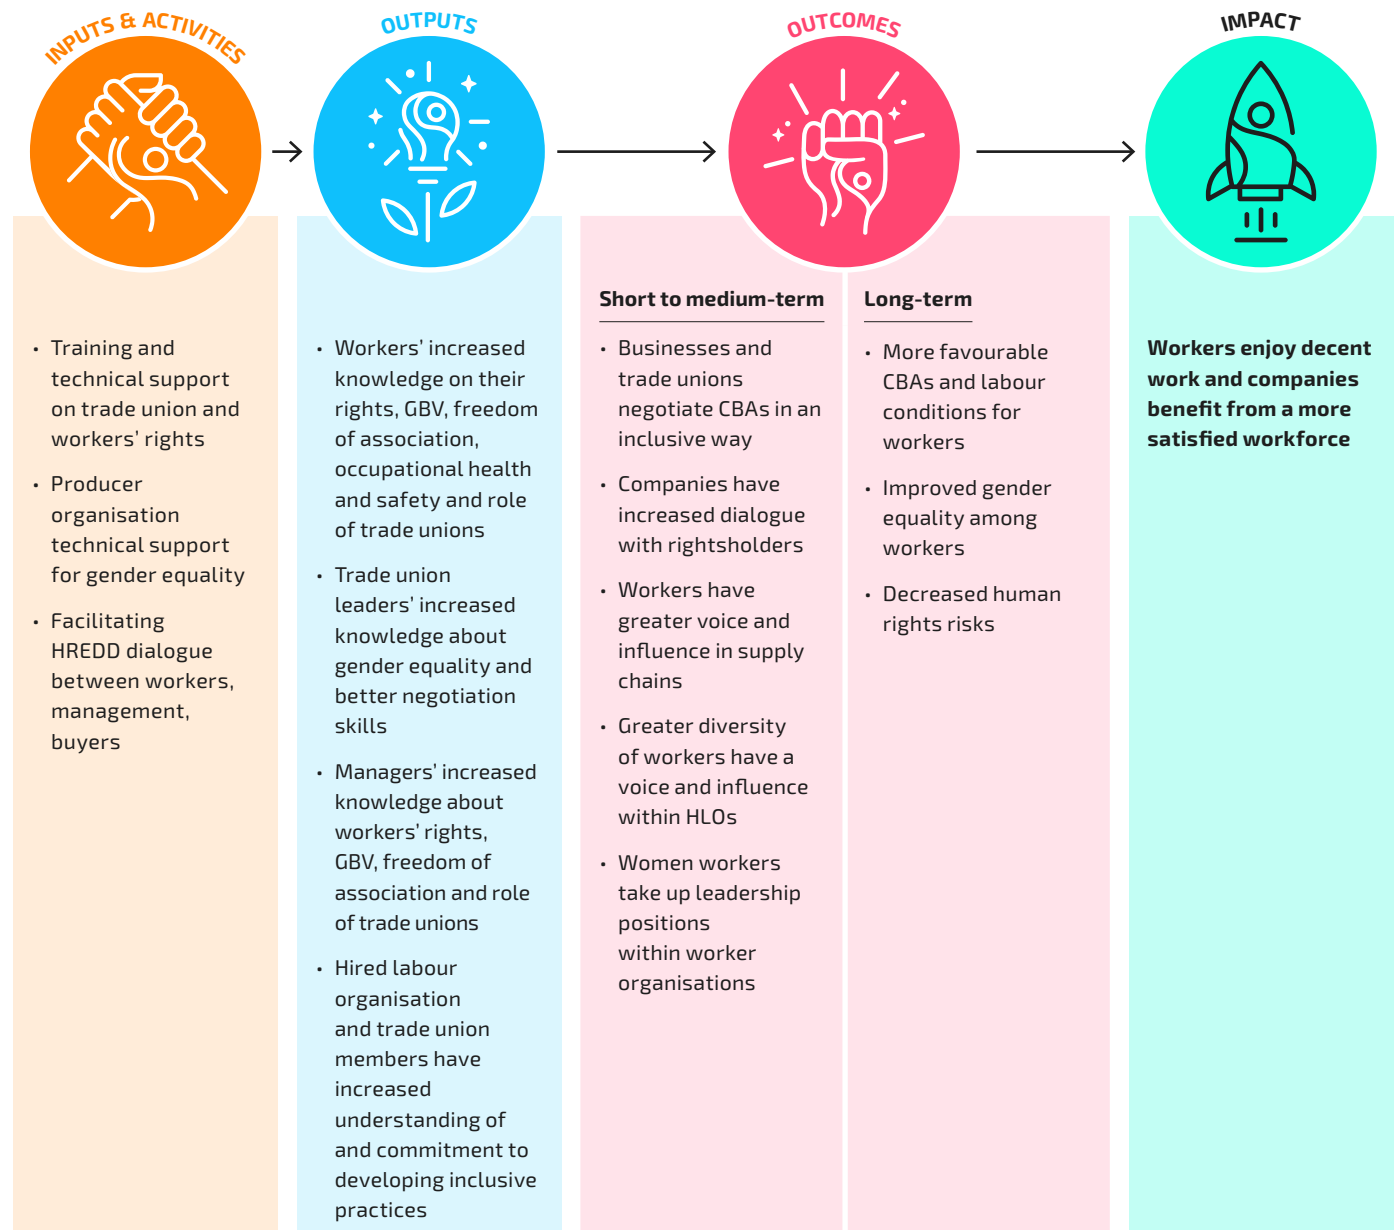 INPUTS & ACTIVITIES
OUTPUTS
OUTCOMES
IMPACT
• Training and
technical support
on trade union and
workers’ rights
• Producer
organisation
technical support
for gender equality
• Facilitating
HREDD dialogue
between workers,
management,
buyers
• Workers’ increased
knowledge on their
rights, GBV, freedom
of association,
occupational health
and safety and role
of trade unions
• Trade union
leaders’ increased
knowledge about
gender equality and
better negotiation
skills
• Managers’ increased
knowledge about
workers’ rights,
GBV, freedom of
association and role
of trade unions
• Hired labour
organisation
and trade union
members have
increased
understanding of
and commitment to
developing inclusive
practices
Short to medium-term
• Businesses and
trade unions
negotiate CBAs in an
inclusive way
• Companies have
increased dialogue
with rightsholders
• Workers have
greater voice and
influence in supply
chains
• Greater diversity
of workers have a
voice and influence
within HLOs
• Women workers
take up leadership
positions
within worker
organisations
Long-term
• More favourable
CBAs and labour
conditions for
workers
• Improved gender
equality among
workers
• Decreased human
rights risks
Workers enjoy decent
work and companies
benefit from a more
satisfied workforce